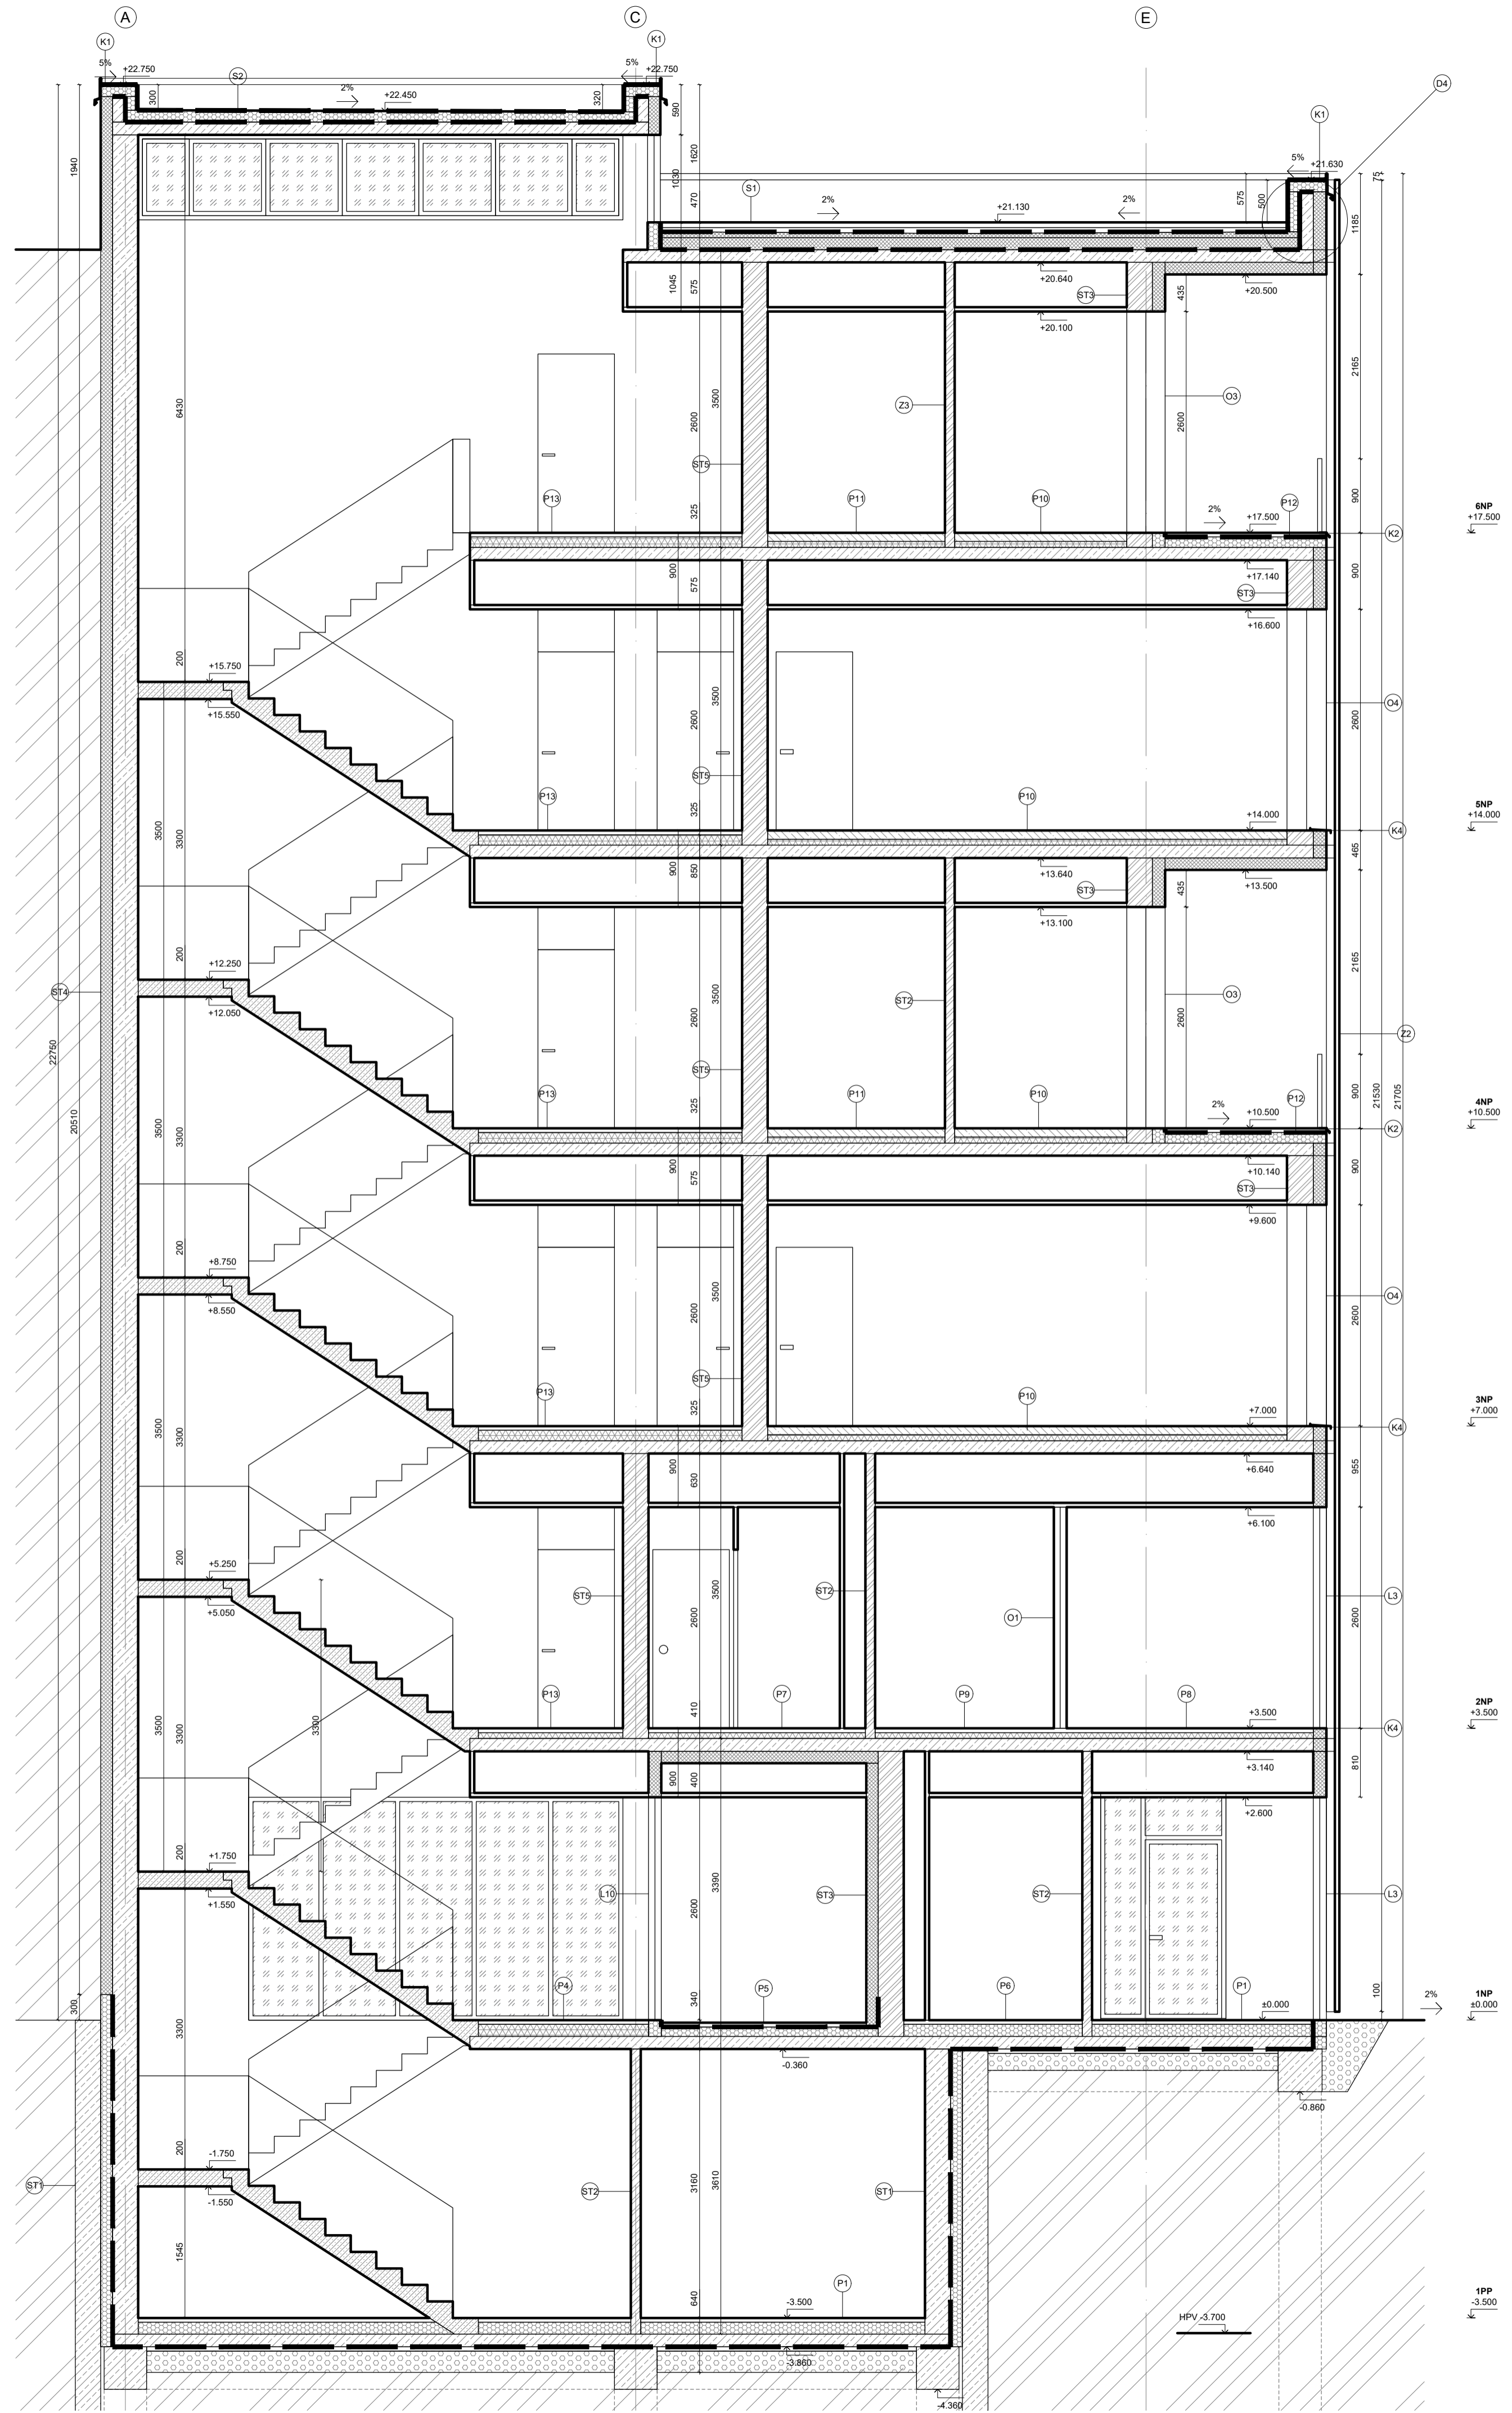 A
C
E
K1
K1
5%
+22.750
S2
5%
+22.750
D4
300
2%
+22.450
320
590
K1
5%
+21.630
75
1940
1620
1030
S1
575
500
470
2%
+21.130
2%
1185
1045
575
+20.640
ST3
435
+20.500
+20.100
6430
3500
2600
Z3
O3
2165
2600
ST5
P13
P11
P10
P12
900
325
2%
+17.500
K2
6NP
+17.500
900
575
+17.140
ST3
900
+16.600
200
+15.750
+15.550
3500
2600
O4
2600
ST5
P13
P10
325
3500
3300
+14.000
K4
5NP
+14.000
900
850
+13.640
ST3
435
+13.500
465
+13.100
200
+12.250
+12.050
ST4
3500
2600
ST2
O3
2165
2600
22750
20510
Z2
ST5
P13
P11
P10
P12
900
21530
21705
325
3500
3300
2%
+10.500
K2
4NP
+10.500
900
575
+10.140
ST3
900
+9.600
200
+8.750
+8.550
3500
2600
O4
2600
ST5
P13
P10
325
3500
3300
+7.000
K4
3NP
+7.000
900
630
+6.640
955
+6.100
200
+5.250
+5.050
3500
2600
ST5
ST2
O1
L3
2600
P13
P7
P9
P8
410
3500
3300
3300
+3.500
K4
2NP
+3.500
900
400
+3.140
810
+2.600
200
+1.750
+1.550
3390
2600
L10
ST3
ST2
L3
P4
P5
P6
P1
300
340
±0.000
100
2%
1NP
±0.000
3300
-0.360
-0.860
200
-1.750
-1.550
ST1
ST2
ST1
3160
3610
1545
P1
640
-3.500
HPV -3.700
1PP
-3.500
-3.860
-4.360